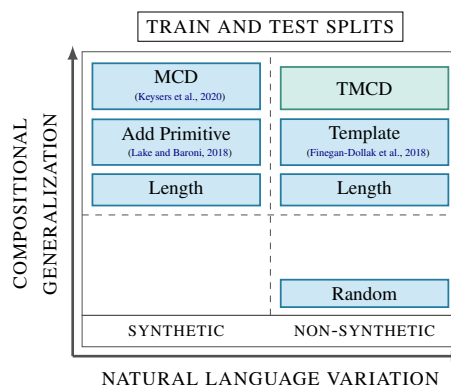 TRAIN AND TEST SPLITS
COMPOSITIONAL
GENERALIZATION
MCD
(Keysers et al., 2020)
TMCD
Add Primitive
(Lake and Baroni, 2018)
Template
(Finegan-Dollak et al., 2018)
Length
Length
Random
SYNTHETIC
NON-SYNTHETIC
NATURAL LANGUAGE VARIATION